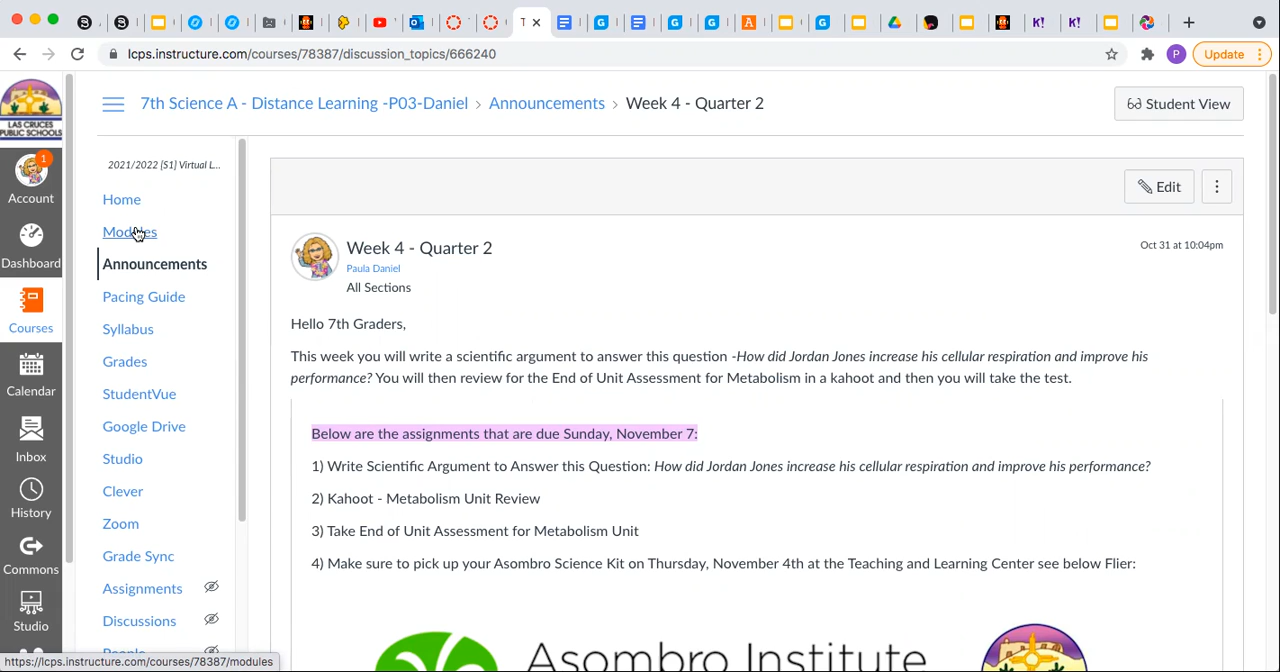 lcps.instructure.com/courses/78387/discussion_topics/666240
P
Update
LAS CRUCES
PUBLIC SCHOOLS
7th Science A - Distance Learning -P03-Daniel › Announcements › Week 4 - Quarter 2
Student View
1
Account
Dashboard
Courses
Calendar
Inbox
History
Commons
Studio
2021/2022 [S1] Virtual L...
Home
Modules
Announcements
Pacing Guide
Syllabus
Grades
StudentVue
Google Drive
Studio
Clever
Zoom
Grade Sync
Assignments
Discussions
People
Edit
Week 4 - Quarter 2
Oct 31 at 10:04pm
Paula Daniel
All Sections
Hello 7th Graders,
This week you will write a scientific argument to answer this question -How did Jordan Jones increase his cellular respiration and improve his
performance? You will then review for the End of Unit Assessment for Metabolism in a kahoot and then you will take the test.
Below are the assignments that are due Sunday, November 7:
1) Write Scientific Argument to Answer this Question: How did Jordan Jones increase his cellular respiration and improve his performance?
2) Kahoot - Metabolism Unit Review
3) Take End of Unit Assessment for Metabolism Unit
4) Make sure to pick up your Asombro Science Kit on Thursday, November 4th at the Teaching and Learning Center see below Flier:
Asombro Institute
https://lcps.instructure.com/courses/78387/modules